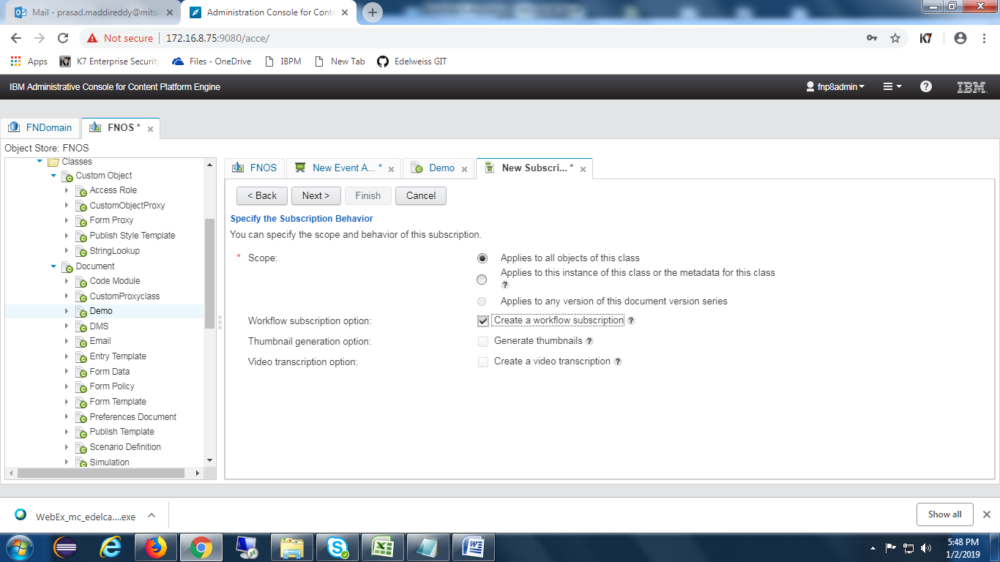 Mail - prasad.maddireddy@mitsi
Administration Console for Conte
Not secure
172.16.8.75:9080/acce/
K7
Apps
K7 Enterprise Security
Files - OneDrive
IBPM
New Tab
Edelweiss GIT
IBM Administrative Console for Content Platform Engine
fnp8admin
IBM.
FNDomain
FNOS *
Object Store: FNOS
Classes
Custom Object
Access Role
CustomObjectProxy
Form Proxy
Publish Style Template
StringLookup
Document
Code Module
CustomProxyclass
Demo
DMS
Email
Entry Template
Form Data
Form Policy
Form Template
Preferences Document
Publish Template
Scenario Definition
Simulation
FNOS
New Event A... *
Demo
New Subscri... *
< Back
Next >
Finish
Cancel
Specify the Subscription Behavior
You can specify the scope and behavior of this subscription.
* Scope:
Applies to all objects of this class
Applies to this instance of this class or the metadata for this class
?
Applies to any version of this document version series
Workflow subscription option:
Create a workflow subscription ?
Thumbnail generation option:
Generate thumbnails ?
Video transcription option:
Create a video transcription ?
WebEx_mc_edelca....exe
Show all
5:48 PM
1/2/2019